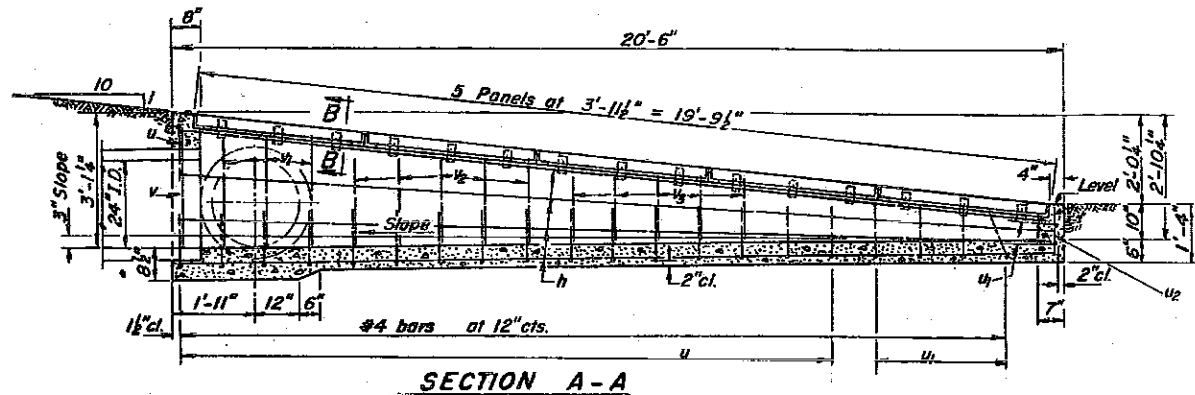 8"
20'-6"
10
1
5 Panels at 3'-11½" = 19'-9½"
B
B
u
v₁
v₂
v₃
v
3" Slope
3'-1¼"
24" I.D.
8½"
Slope
4"
Level
2'-0¼"
2'-10¼"
10"
6"
1'-4"
h
2"cl.
u₁
2"cl.
u₂
7"
1'-11"
12"
6"
1½"cl.
#4 bars at 12"cts.
u
u₁
SECTION A-A